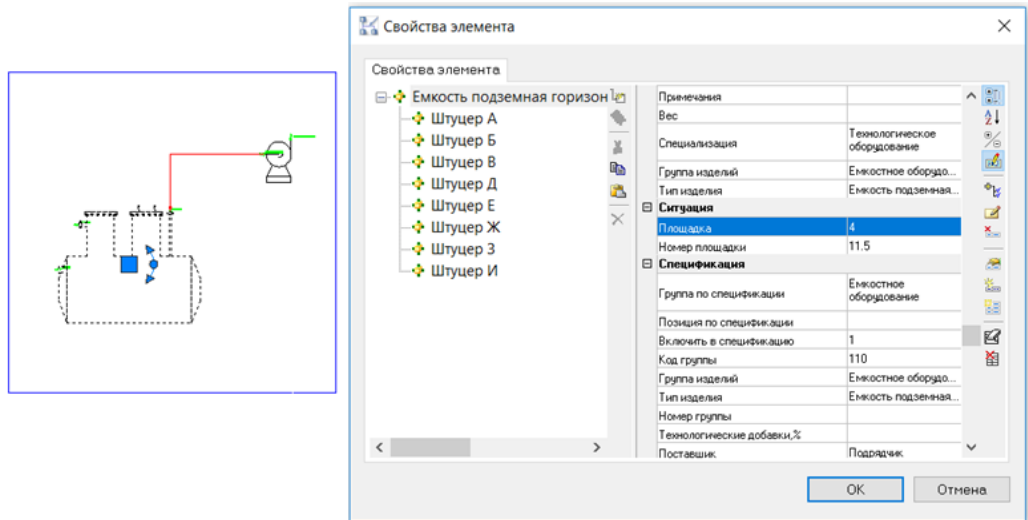 Свойства элемента
Свойства элемента
Емкость подземная горизон
Штуцер А
Штуцер Б
Штуцер В
Штуцер Д
Штуцер Е
Штуцер Ж
Штуцер З
Штуцер И
Примечания
Вес
Специализация Технологическое оборудование
Группа изделий Емкостное оборудо...
Тип изделия Емкость подземная...
Ситуация
Площадка 4
Номер площадки 11.5
Спецификация
Группа по спецификации Емкостное оборудование
Позиция по спецификации
Включить в спецификацию 1
Код группы 110
Группа изделий Емкостное оборудо...
Тип изделия Емкость подземная...
Номер группы
Технологические добавки,%
Поставщик Подрядчик
OK Отмена